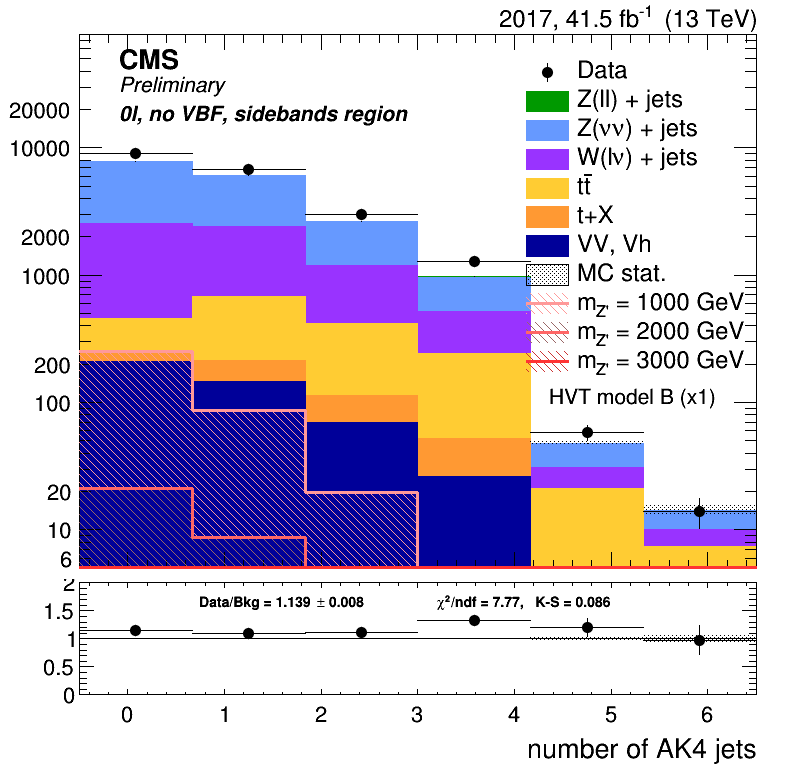 2017, 41.5 fb⁻¹ (13 TeV)
CMS
Preliminary
0l, no VBF, sidebands region
Data
Z(ll) + jets
Z(νν) + jets
W(lν) + jets
tt̄
t+X
VV, Vh
MC stat.
m_Z' = 1000 GeV
m_Z' = 2000 GeV
m_Z' = 3000 GeV
HVT model B (x1)
20000
10000
2000
1000
200
100
20
10
6
Data/Bkg = 1.139 ± 0.008
χ²/ndf = 7.77, K-S = 0.086
2
1.5
1
0.5
0
0 1 2 3 4 5 6
number of AK4 jets